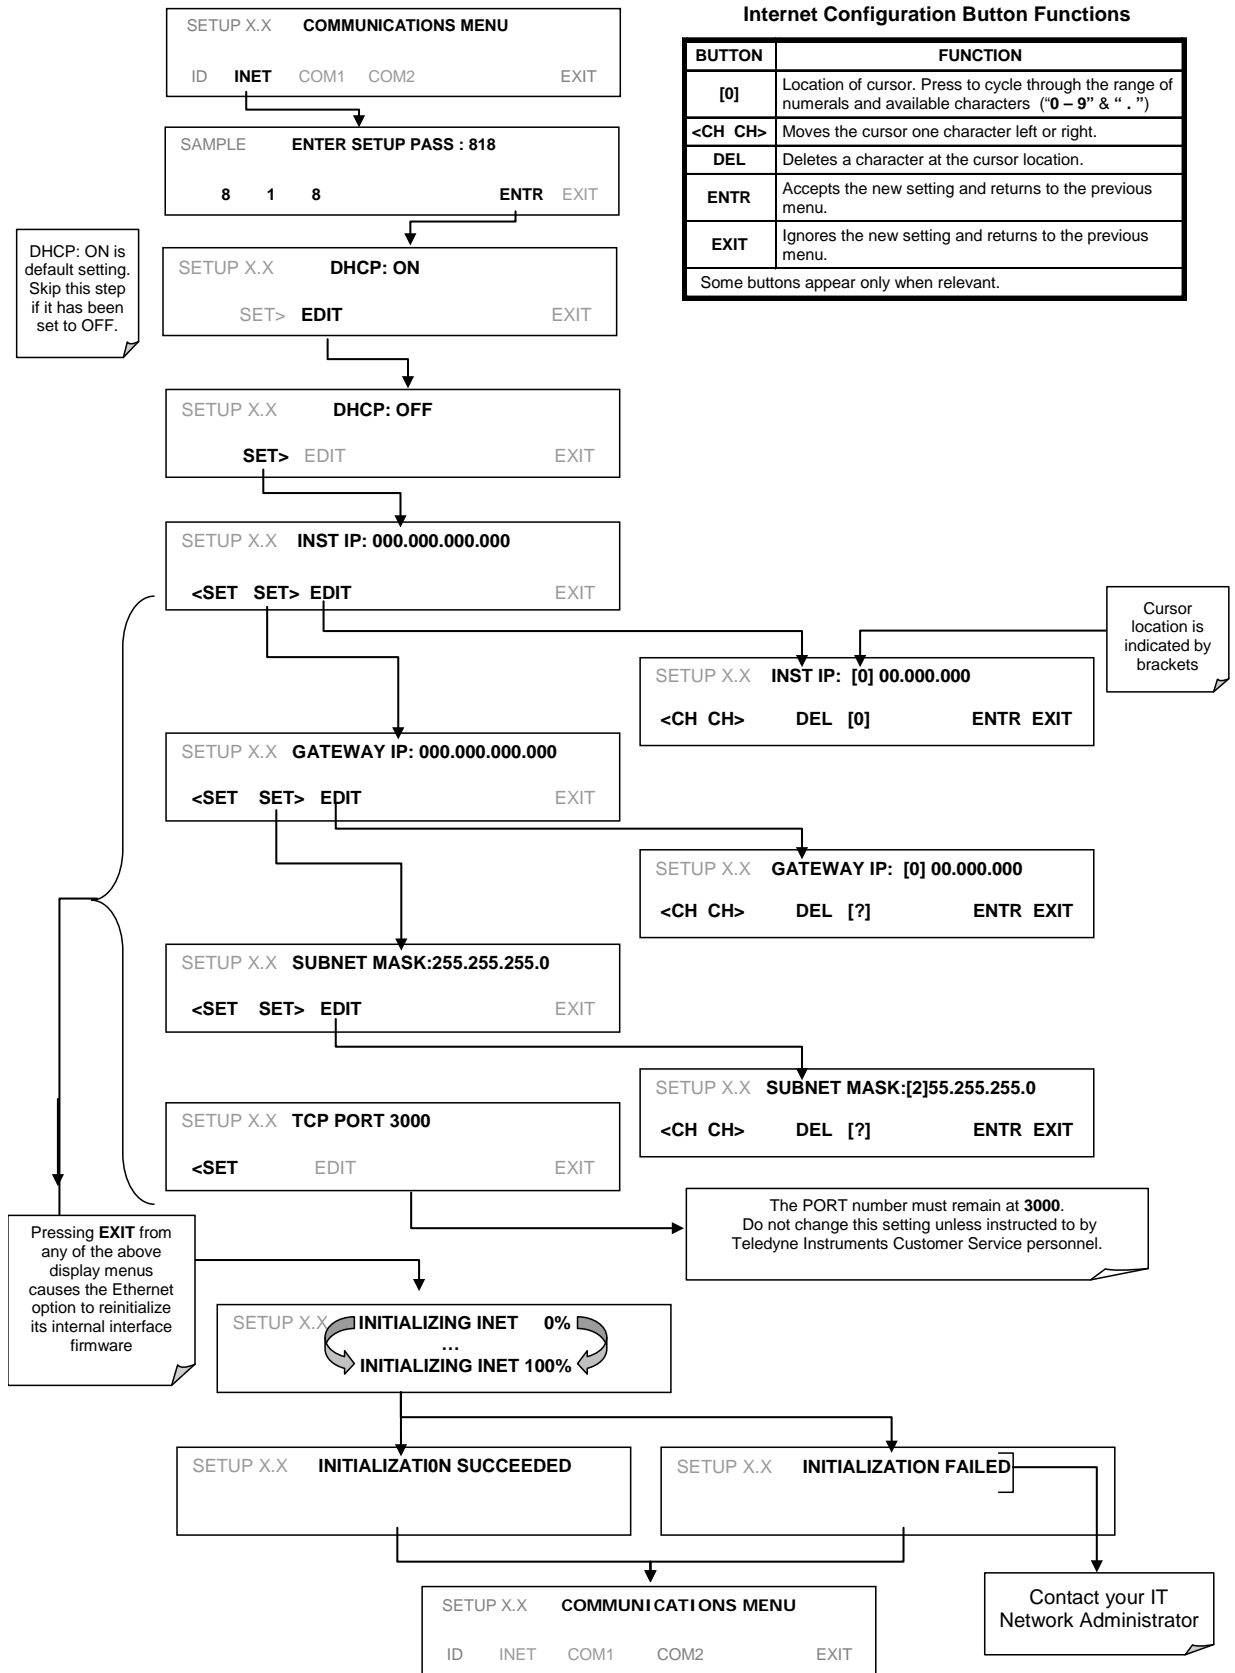 SETUP X.X COMMUNICATIONS MENU
ID INET COM1 COM2 EXIT
Internet Configuration Button Functions
BUTTON FUNCTION
[0] Location of cursor. Press to cycle through the range of
numerals and available characters (“0 – 9” & “ . ”)
<CH CH> Moves the cursor one character left or right.
DEL Deletes a character at the cursor location.
ENTR Accepts the new setting and returns to the previous
menu.
EXIT Ignores the new setting and returns to the previous
menu.
Some buttons appear only when relevant.
SAMPLE ENTER SETUP PASS : 818
8 1 8 ENTR EXIT
DHCP: ON is
default setting.
Skip this step
if it has been
set to OFF.
SETUP X.X DHCP: ON
SET> EDIT EXIT
SETUP X.X DHCP: OFF
SET> EDIT EXIT
SETUP X.X INST IP: 000.000.000.000
<SET SET> EDIT EXIT
Cursor
location is
indicated by
brackets
SETUP X.X INST IP: [0] 00.000.000
<CH CH> DEL [0] ENTR EXIT
SETUP X.X GATEWAY IP: 000.000.000.000
<SET SET> EDIT EXIT
SETUP X.X GATEWAY IP: [0] 00.000.000
<CH CH> DEL [?] ENTR EXIT
SETUP X.X SUBNET MASK:255.255.255.0
<SET SET> EDIT EXIT
SETUP X.X SUBNET MASK:[2]55.255.255.0
<CH CH> DEL [?] ENTR EXIT
SETUP X.X TCP PORT 3000
<SET EDIT EXIT
The PORT number must remain at 3000.
Do not change this setting unless instructed to by
Teledyne Instruments Customer Service personnel.
Pressing EXIT from
any of the above
display menus
causes the Ethernet
option to reinitialize
its internal interface
firmware
SETUP X.X INITIALIZING INET 0%
…
INITIALIZING INET 100%
SETUP X.X INITIALIZATI0N SUCCEEDED
SETUP X.X INITIALIZATION FAILED
Contact your IT
Network Administrator
SETUP X.X COMMUNICATIONS MENU
ID INET COM1 COM2 EXIT